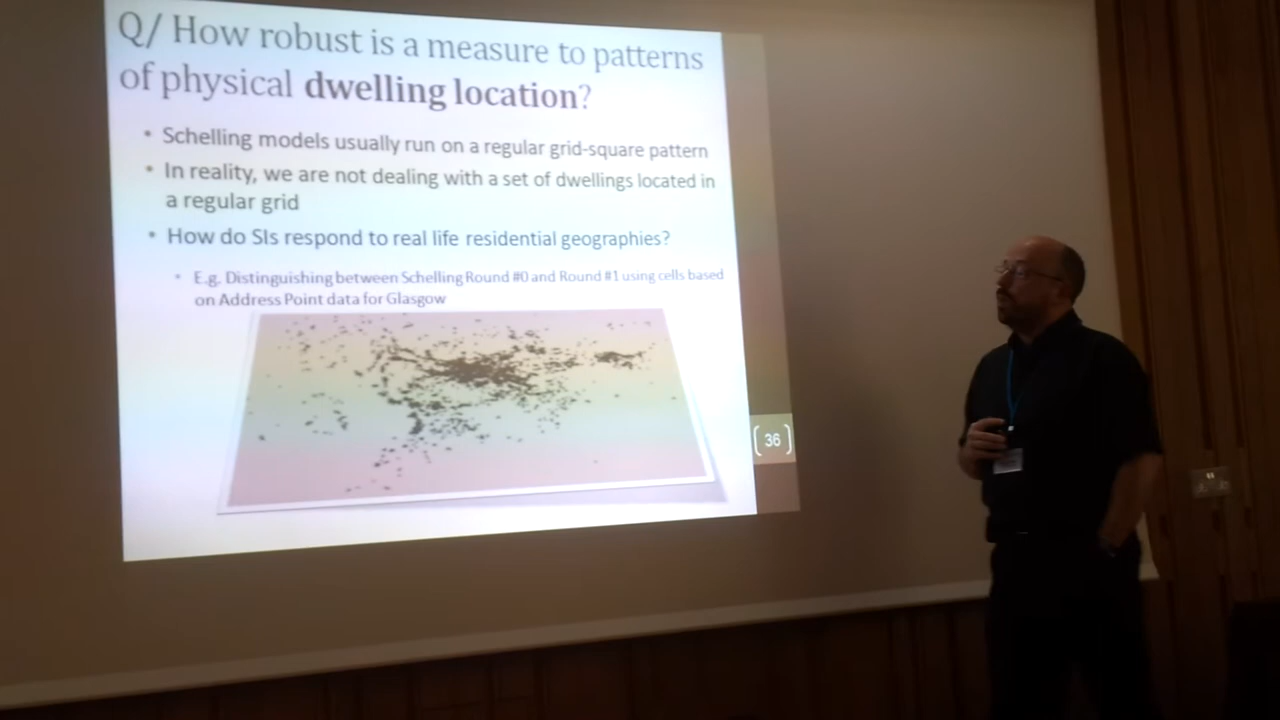 Q/ How robust is a measure to patterns
of physical dwelling location?
• Schelling models usually run on a regular grid-square pattern
• In reality, we are not dealing with a set of dwellings located in
a regular grid
• How do SIs respond to real life residential geographies?
• E.g. Distinguishing between Schelling Round #0 and Round #1 using cells based
on Address Point data for Glasgow
[36]